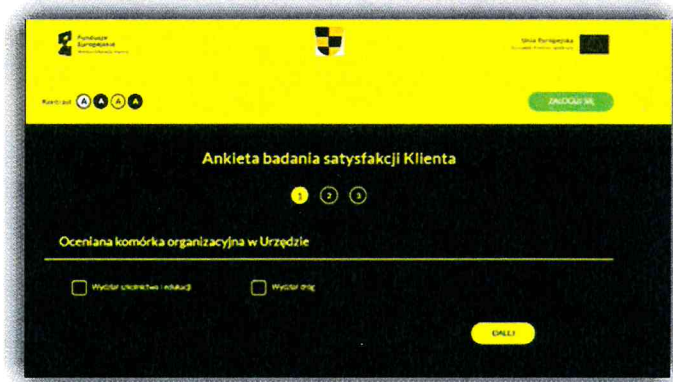 Fundusze
Europejskie
Unia Europejska
Kontrast A A A A
ZALOGUJ SIĘ
Ankieta badania satysfakcji Klienta
1 2 3
Oceniana komórka organizacyjna w Urzędzie
Wydział szkolnictwa i edukacji
Wydział dróg
DALEJ